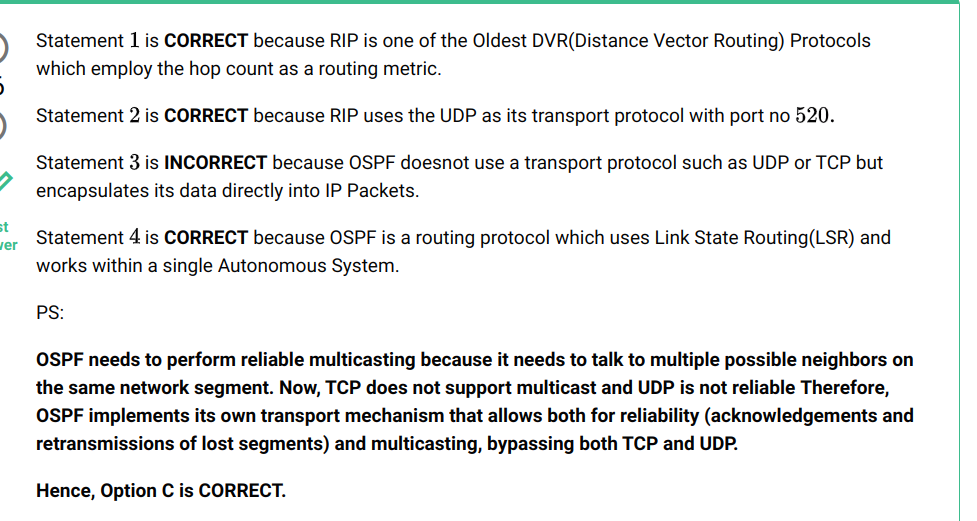 Statement 1 is CORRECT because RIP is one of the Oldest DVR(Distance Vector Routing) Protocols
which employ the hop count as a routing metric.
Statement 2 is CORRECT because RIP uses the UDP as its transport protocol with port no 520.
Statement 3 is INCORRECT because OSPF doesnot use a transport protocol such as UDP or TCP but
encapsulates its data directly into IP Packets.
Statement 4 is CORRECT because OSPF is a routing protocol which uses Link State Routing(LSR) and
works within a single Autonomous System.
PS:
OSPF needs to perform reliable multicasting because it needs to talk to multiple possible neighbors on
the same network segment. Now, TCP does not support multicast and UDP is not reliable Therefore,
OSPF implements its own transport mechanism that allows both for reliability (acknowledgements and
retransmissions of lost segments) and multicasting, bypassing both TCP and UDP.
Hence, Option C is CORRECT.